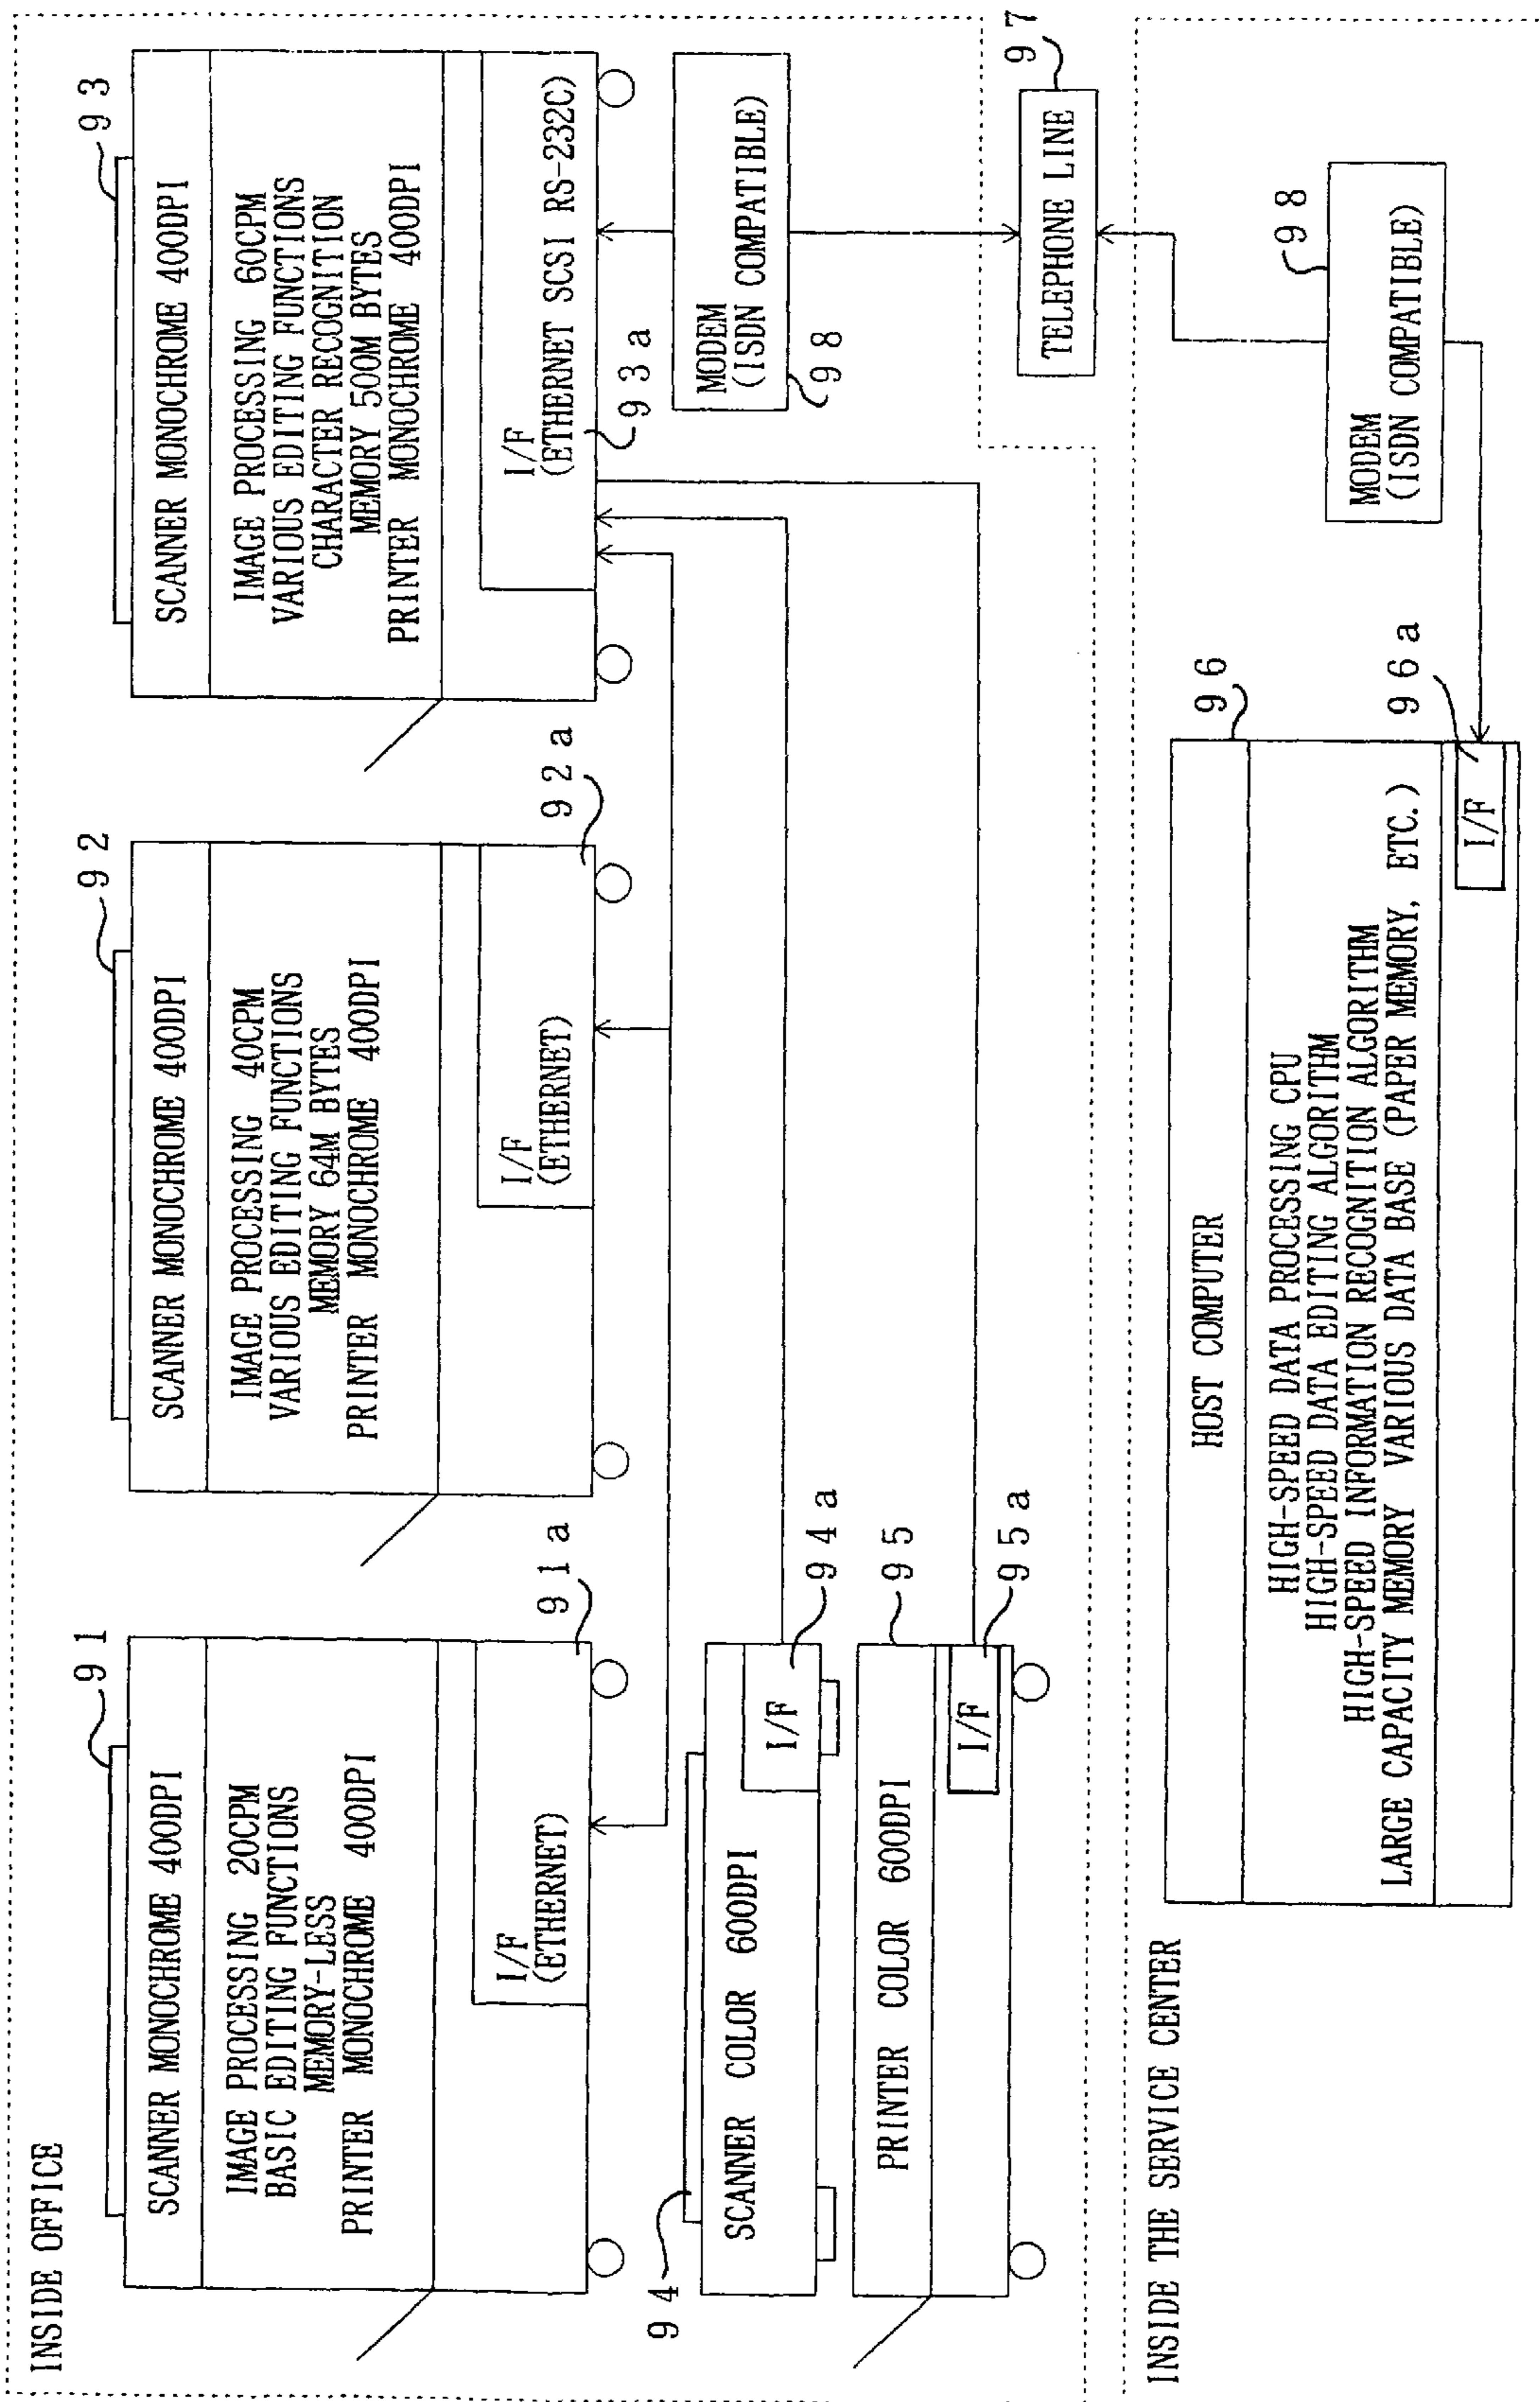 INSIDE OFFICE
91
SCANNER MONOCHROME 400DPI
IMAGE PROCESSING 20CPM
BASIC EDITING FUNCTIONS
MEMORY-LESS
PRINTER MONOCHROME 400DPI
I/F
(ETHERNET)
91a
92
SCANNER MONOCHROME 400DPI
IMAGE PROCESSING 40CPM
VARIOUS EDITING FUNCTIONS
MEMORY 64M BYTES
PRINTER MONOCHROME 400DPI
I/F
(ETHERNET)
92a
93
SCANNER MONOCHROME 400DPI
IMAGE PROCESSING 60CPM
VARIOUS EDITING FUNCTIONS
CHARACTER RECOGNITION
MEMORY 500M BYTES
PRINTER MONOCHROME 400DPI
I/F
(ETHERNET SCSI RS-232C)
93a
94
SCANNER COLOR 600DPI
I/F
94a
95
PRINTER COLOR 600DPI
I/F
95a
MODEM
(ISDN COMPATIBLE)
98
TELEPHONE LINE
97
INSIDE THE SERVICE CENTER
HOST COMPUTER
96
HIGH-SPEED DATA PROCESSING CPU
HIGH-SPEED DATA EDITING ALGORITHM
HIGH-SPEED INFORMATION RECOGNITION ALGORITHM
LARGE CAPACITY MEMORY VARIOUS DATA BASE (PAPER MEMORY, ETC.)
I/F
96a
MODEM
(ISDN COMPATIBLE)
98